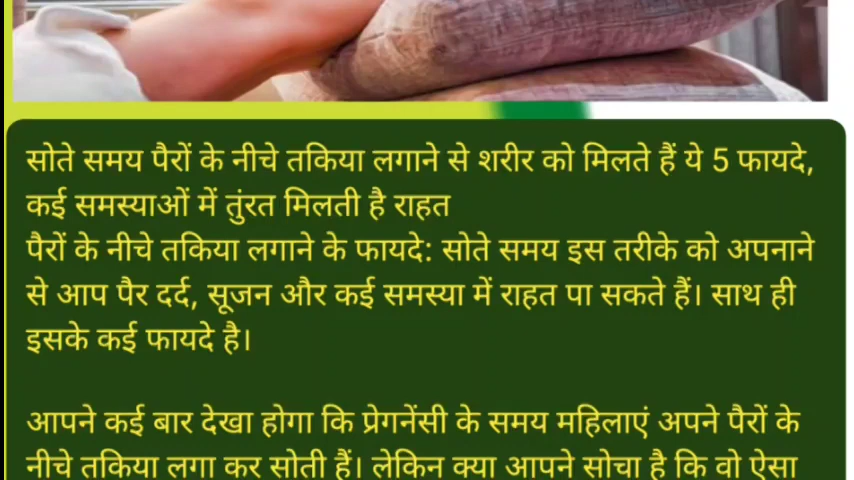 सोते समय पैरों के नीचे तकिया लगाने से शरीर को मिलते हैं ये 5 फायदे,
कई समस्याओं में तुंरत मिलती है राहत
पैरों के नीचे तकिया लगाने के फायदे: सोते समय इस तरीके को अपनाने
से आप पैर दर्द, सूजन और कई समस्या में राहत पा सकते हैं। साथ ही
इसके कई फायदे है।
आपने कई बार देखा होगा कि प्रेगनेंसी के समय महिलाएं अपने पैरों के
नीचे तकिया लगा कर सोती हैं। लेकिन क्या आपने सोचा है कि वो ऐसा